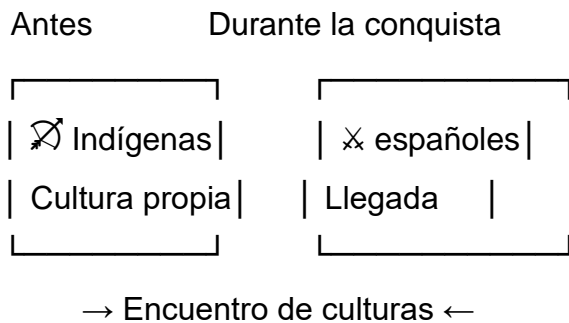 Antes Durante la conquista
🏹 Indígenas ⚔ españoles
Cultura propia Llegada
→ Encuentro de culturas ←